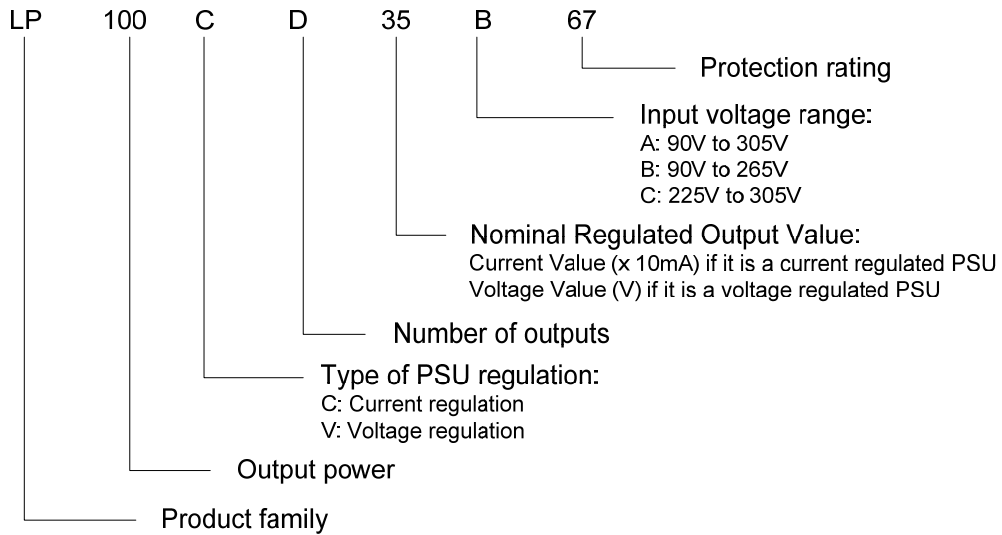 LP 100 C D 35 B 67
Protection rating
Input voltage range:
A: 90V to 305V
B: 90V to 265V
C: 225V to 305V
Nominal Regulated Output Value:
Current Value (x 10mA) if it is a current regulated PSU
Voltage Value (V) if it is a voltage regulated PSU
Number of outputs
Type of PSU regulation:
C: Current regulation
V: Voltage regulation
Output power
Product family